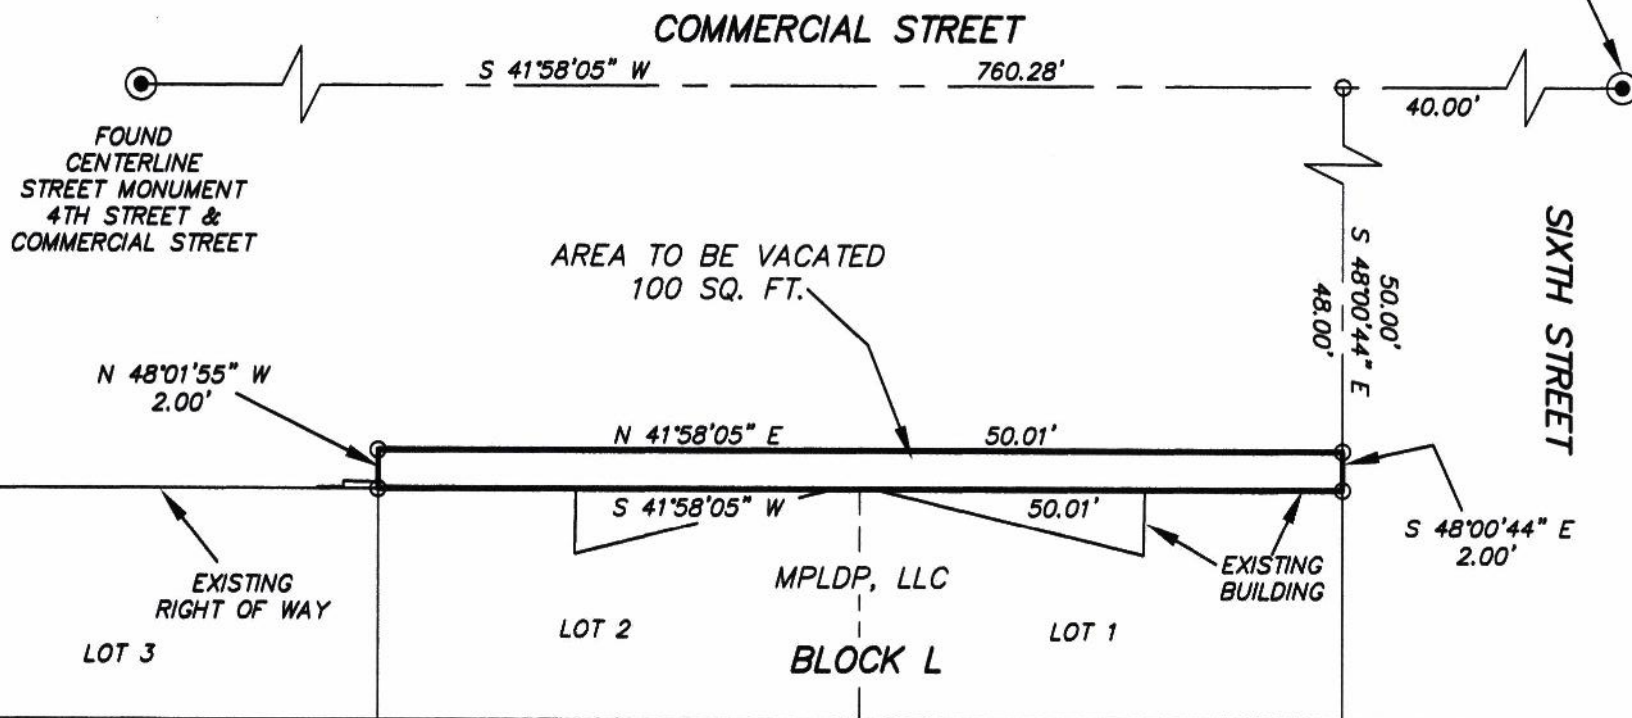 COMMERCIAL STREET
S 41°58'05" W
760.28'
40.00'
FOUND
CENTERLINE
STREET MONUMENT
4TH STREET &
COMMERCIAL STREET
SIXTH STREET
AREA TO BE VACATED
100 SQ. FT.
50.00'
S 48°00'44" E
48.00'
N 48°01'55" W
2.00'
N 41°58'05" E
50.01'
S 41°58'05" W
50.01'
S 48°00'44" E
2.00'
EXISTING
RIGHT OF WAY
EXISTING
BUILDING
MPLDP, LLC
LOT 3
LOT 2
LOT 1
BLOCK L